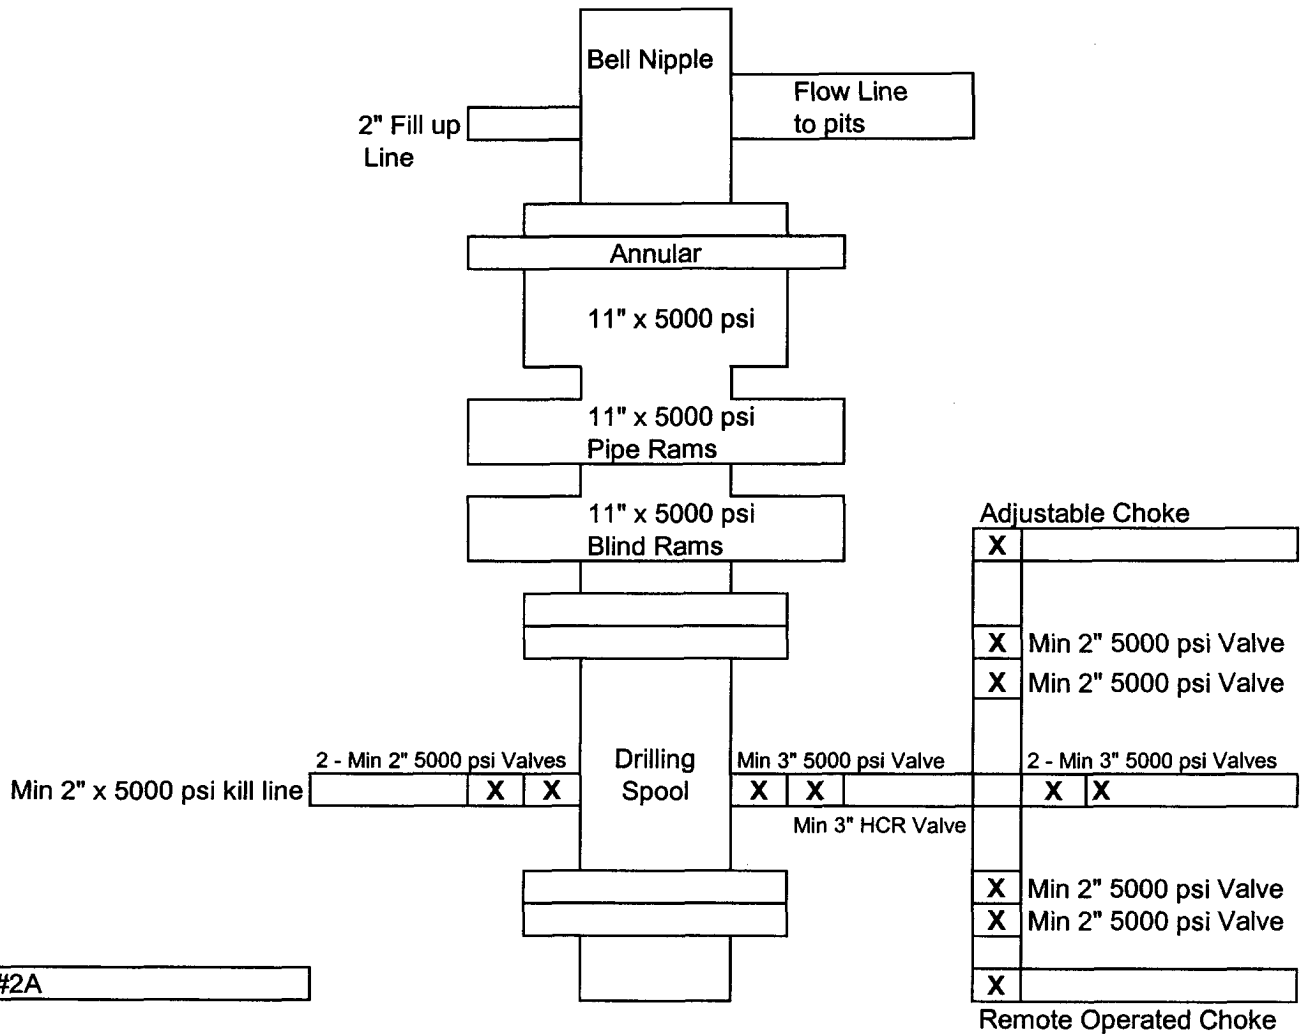 Bell Nipple
Flow Line
to pits
2" Fill up
Line
Annular
11" x 5000 psi
11" x 5000 psi
Pipe Rams
11" x 5000 psi
Blind Rams
Adjustable Choke
X
X Min 2" 5000 psi Valve
X Min 2" 5000 psi Valve
2 - Min 2" 5000 psi Valves
Drilling
Spool
Min 3" 5000 psi Valve
2 - Min 3" 5000 psi Valves
Min 2" x 5000 psi kill line
X X
X X
X X
Min 3" HCR Valve
X Min 2" 5000 psi Valve
X Min 2" 5000 psi Valve
#2A
X
Remote Operated Choke